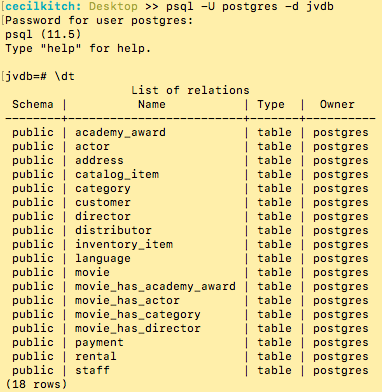 [cecilkitch: Desktop >> psql -U postgres -d jvdb
[Password for user postgres:
psql (11.5)
Type "help" for help.
[jvdb=# \dt
List of relations
Schema | Name | Type | Owner
--------+-------------------------+-------+----------
public | academy_award | table | postgres
public | actor | table | postgres
public | address | table | postgres
public | catalog_item | table | postgres
public | category | table | postgres
public | customer | table | postgres
public | director | table | postgres
public | distributor | table | postgres
public | inventory_item | table | postgres
public | language | table | postgres
public | movie | table | postgres
public | movie_has_academy_award | table | postgres
public | movie_has_actor | table | postgres
public | movie_has_category | table | postgres
public | movie_has_director | table | postgres
public | payment | table | postgres
public | rental | table | postgres
public | staff | table | postgres
(18 rows)